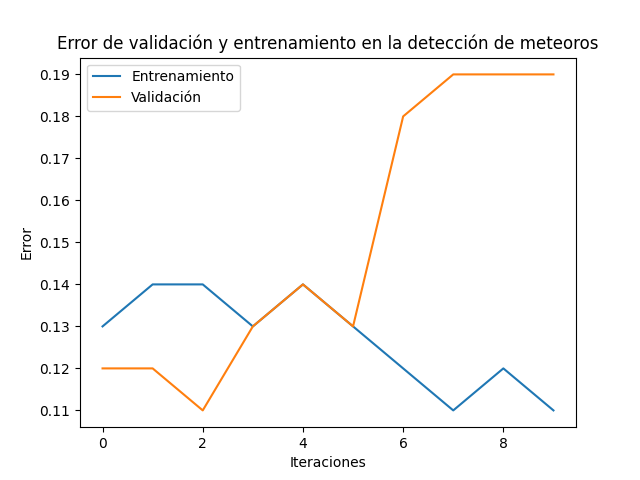 Error de validación y entrenamiento en la detección de meteoros
Entrenamiento
Validación
0.19
0.18
0.17
0.16
0.15
0.14
0.13
0.12
0.11
Error
0 2 4 6 8
Iteraciones